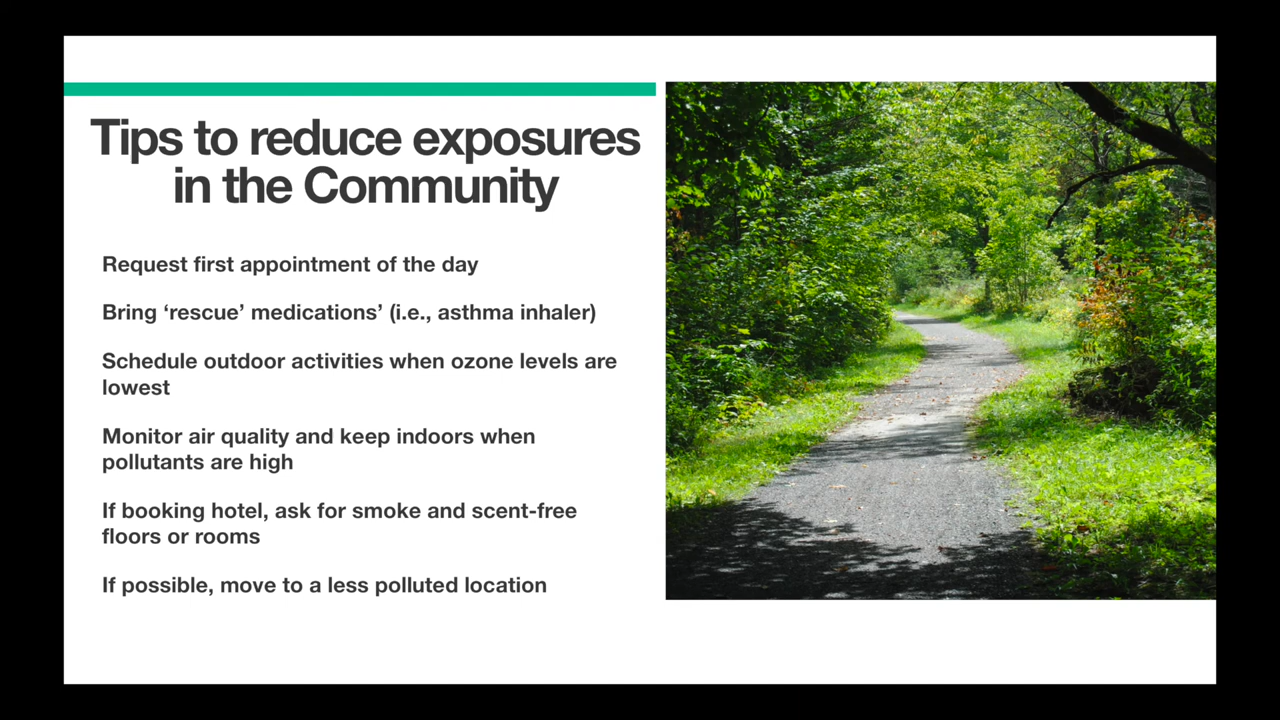 Tips to reduce exposures
in the Community
Request first appointment of the day
Bring ‘rescue’ medications’ (i.e., asthma inhaler)
Schedule outdoor activities when ozone levels are
lowest
Monitor air quality and keep indoors when
pollutants are high
If booking hotel, ask for smoke and scent-free
floors or rooms
If possible, move to a less polluted location